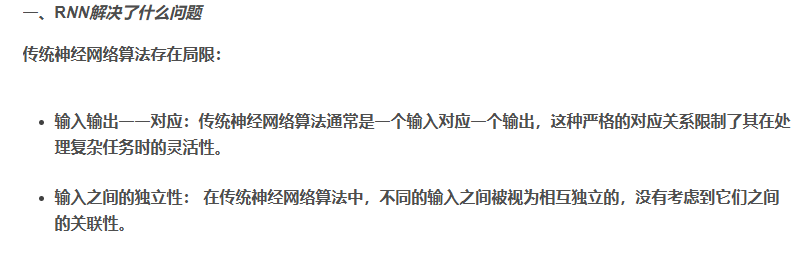 一、RNN解决了什么问题
传统神经网络算法存在局限：
• 输入输出一一对应：传统神经网络算法通常是一个输入对应一个输出，这种严格的对应关系限制了其在处
理复杂任务时的灵活性。
• 输入之间的独立性： 在传统神经网络算法中，不同的输入之间被视为相互独立的，没有考虑到它们之间
的关联性。